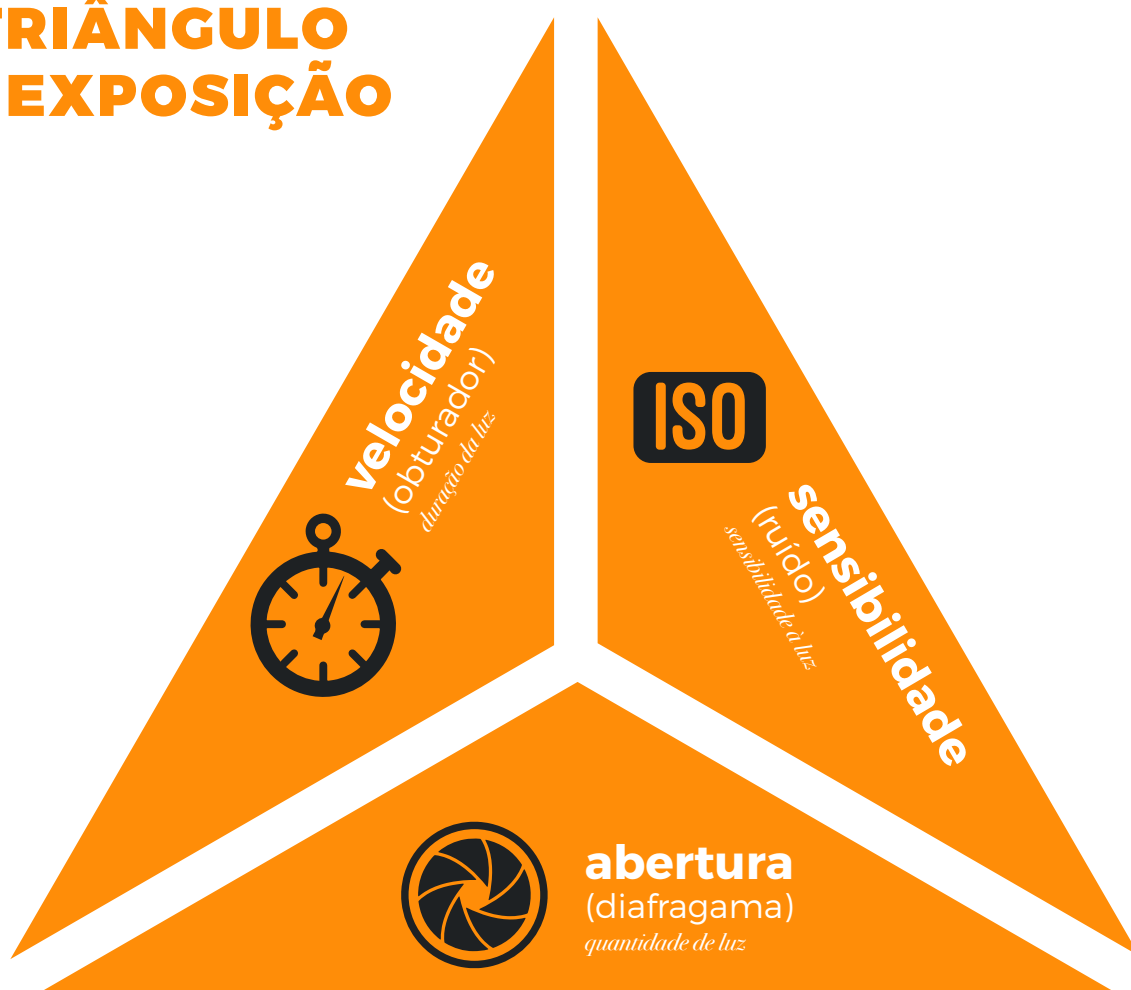 TRIÂNGULO
EXPOSIÇÃO
velocidade
(obturador)
duração da luz
ISO
sensibilidade
(ruído)
sensibilidade à luz
abertura
(diafragama)
quantidade de luz